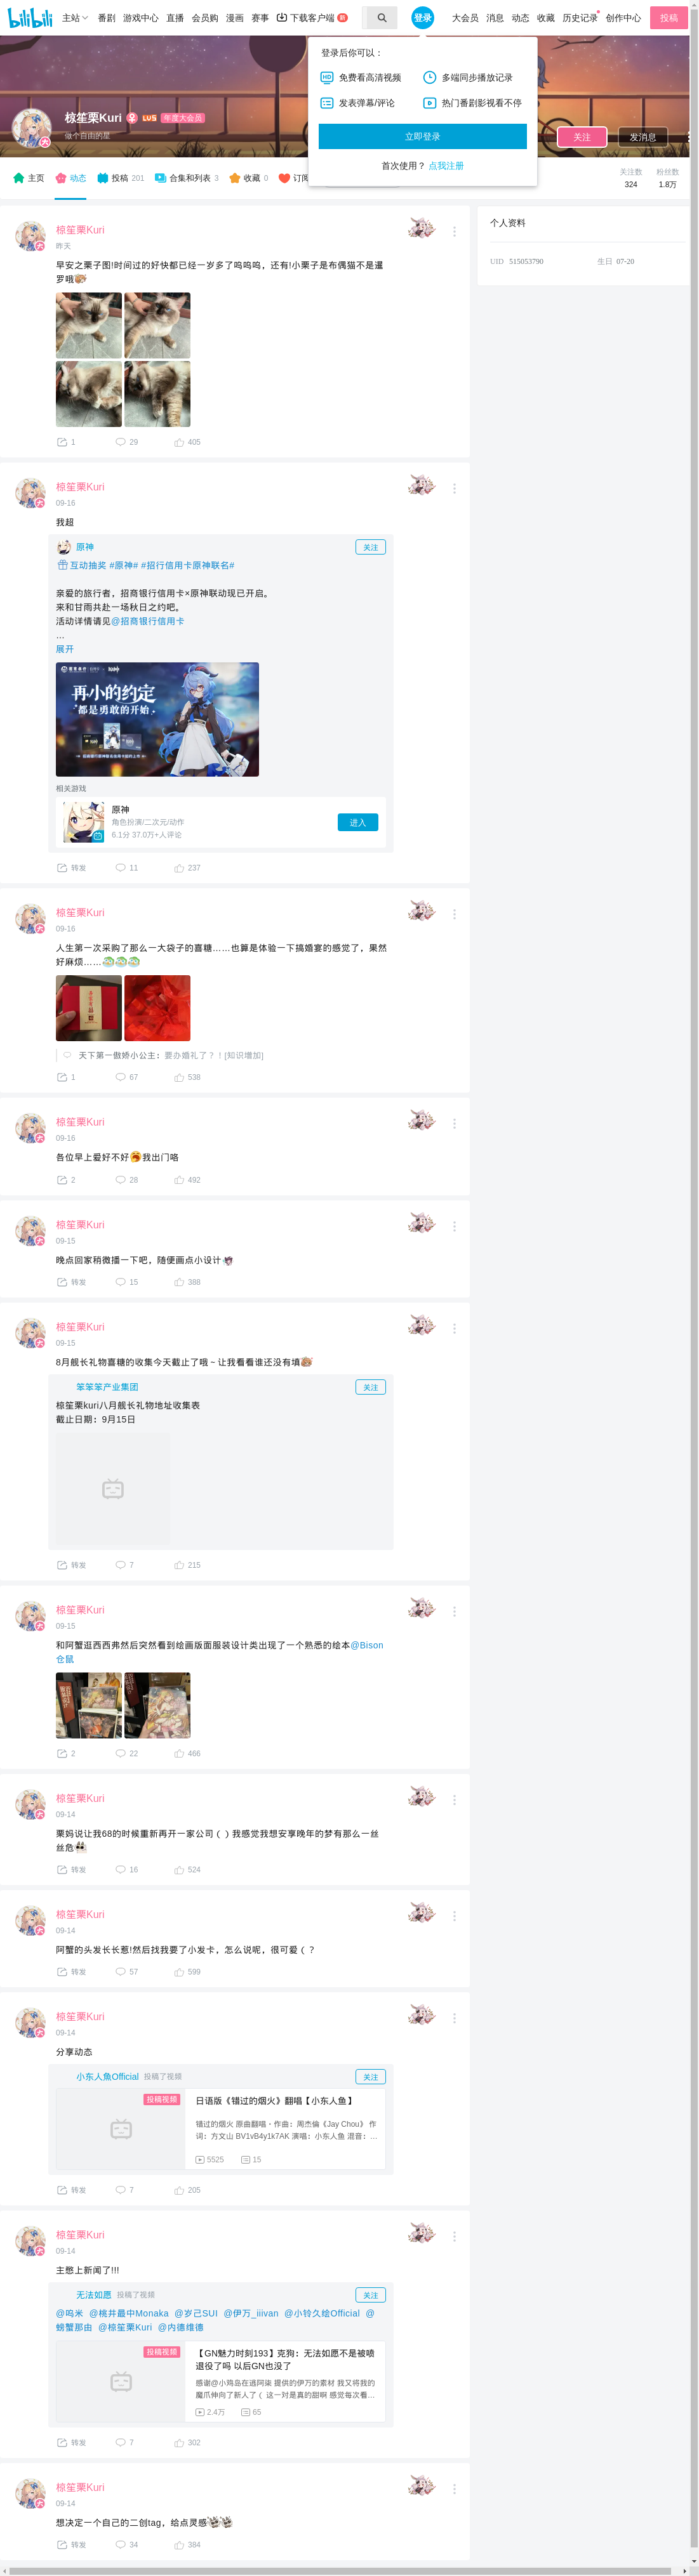 bilibili 主站 番剧 游戏中心 直播 会员购 漫画 赛事 下载客户端 新 登录 大会员 消息 动态 收藏 历史记录 创作中心 投稿
登录后你可以：
免费看高清视频 多端同步播放记录
发表弹幕/评论 热门番剧影视看不停
立即登录
首次使用？ 点我注册
椋笙栗Kuri LV5 年度大会员
做个自由的星
关注 发消息
主页 动态 投稿 201 合集和列表 3 收藏 0 订阅
关注数 粉丝数
324 1.8万
个人资料
UID 515053790 生日 07-20
椋笙栗Kuri
昨天
早安之栗子图!时间过的好快都已经一岁多了呜呜呜，还有!小栗子是布偶猫不是暹
罗哦
1 29 405
椋笙栗Kuri
09-16
我超
原神 关注
互动抽奖 #原神# #招行信用卡原神联名#
亲爱的旅行者，招商银行信用卡×原神联动现已开启。
来和甘雨共赴一场秋日之约吧。
活动详情请见@招商银行信用卡
...
展开
再小的约定
都是勇敢的开始
相关游戏
原神
角色扮演/二次元/动作
6.1分 37.0万+人评论
进入
转发 11 237
椋笙栗Kuri
09-16
人生第一次采购了那么一大袋子的喜糖……也算是体验一下搞婚宴的感觉了，果然
好麻烦……
天下第一傲娇小公主：要办婚礼了？！[知识增加]
1 67 538
椋笙栗Kuri
09-16
各位早上爱好不好我出门咯
2 28 492
椋笙栗Kuri
09-15
晚点回家稍微播一下吧，随便画点小设计
转发 15 388
椋笙栗Kuri
09-15
8月舰长礼物喜糖的收集今天截止了哦～让我看看谁还没有填
笨笨笨产业集团 关注
椋笙栗kuri八月舰长礼物地址收集表
截止日期：9月15日
转发 7 215
椋笙栗Kuri
09-15
和阿蟹逛西西弗然后突然看到绘画版面服装设计类出现了一个熟悉的绘本@Bison
仓鼠
2 22 466
椋笙栗Kuri
09-14
栗妈说让我68的时候重新再开一家公司（）我感觉我想安享晚年的梦有那么一丝
丝危
转发 16 524
椋笙栗Kuri
09-14
阿蟹的头发长长惹!然后找我要了小发卡，怎么说呢，很可爱（？
转发 57 599
椋笙栗Kuri
09-14
分享动态
小东人魚Official 投稿了视频 关注
投稿视频
日语版《错过的烟火》翻唱【小东人鱼】
错过的烟火 原曲翻唱・作曲：周杰倫《Jay Chou》 作
词：方文山 BV1vB4y1k7AK 演唱：小东人鱼 混音：...
5525 15
转发 7 205
椋笙栗Kuri
09-14
主憋上新闻了!!!
无法如愿 投稿了视频 关注
@呜米 @桃井最中Monaka @岁己SUI @伊万_iiivan @小铃久绘Official @
螃蟹那由 @椋笙栗Kuri @内德维德
投稿视频
【GN魅力时刻193】克狗：无法如愿不是被喷
退役了吗 以后GN也没了
感谢@小鸡岛在逃阿柒 提供的伊万的素材 我又将我的
魔爪伸向了新人了（ 这一对是真的甜啊 感觉每次看...
2.4万 65
转发 7 302
椋笙栗Kuri
09-14
想决定一个自己的二创tag，给点灵感
转发 34 384